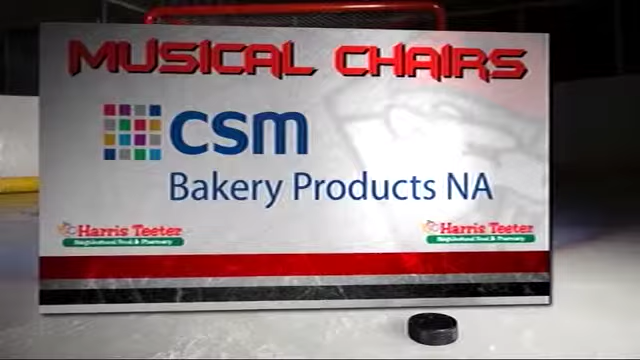 MUSICAL CHAIRS
csm
Bakery Products NA
Harris Teeter Harris Teeter
Neighborhood Food & Pharmacy Neighborhood Food & Pharmacy